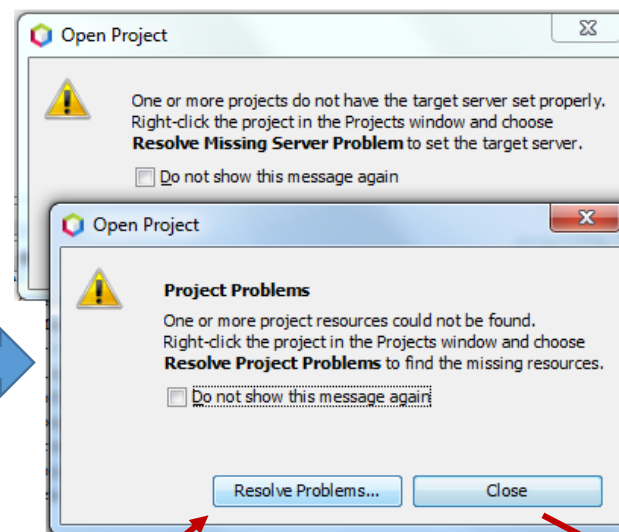 Open Project
One or more projects do not have the target server set properly.
Right-click the project in the Projects window and choose
Resolve Missing Server Problem to set the target server.
Do not show this message again
Open Project
Project Problems
One or more project resources could not be found.
Right-click the project in the Projects window and choose
Resolve Project Problems to find the missing resources.
Do not show this message again
Resolve Problems... Close